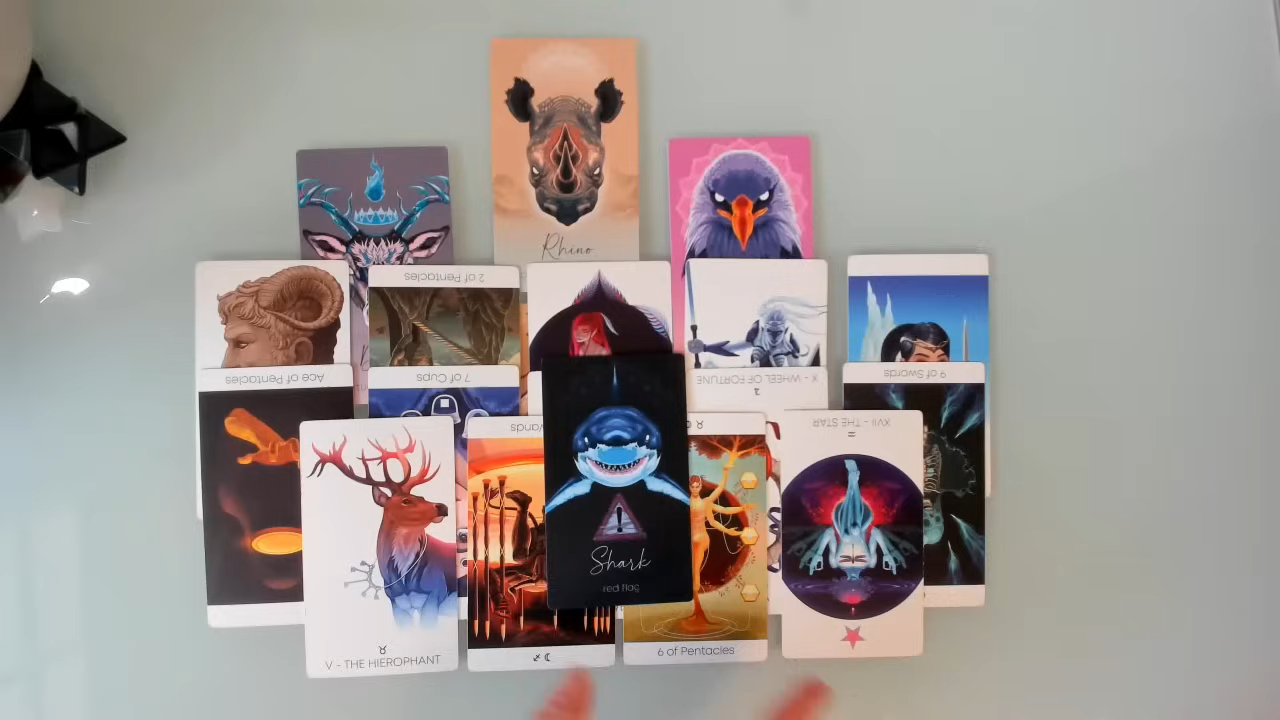 Rhino
2 of Pentacles
Ace of Pentacles
7 of Cups
X - WHEEL OF FORTUNE
9 of Swords
XVII - THE STAR
Wands
Shark
red flag
6 of Pentacles
V - THE HIEROPHANT